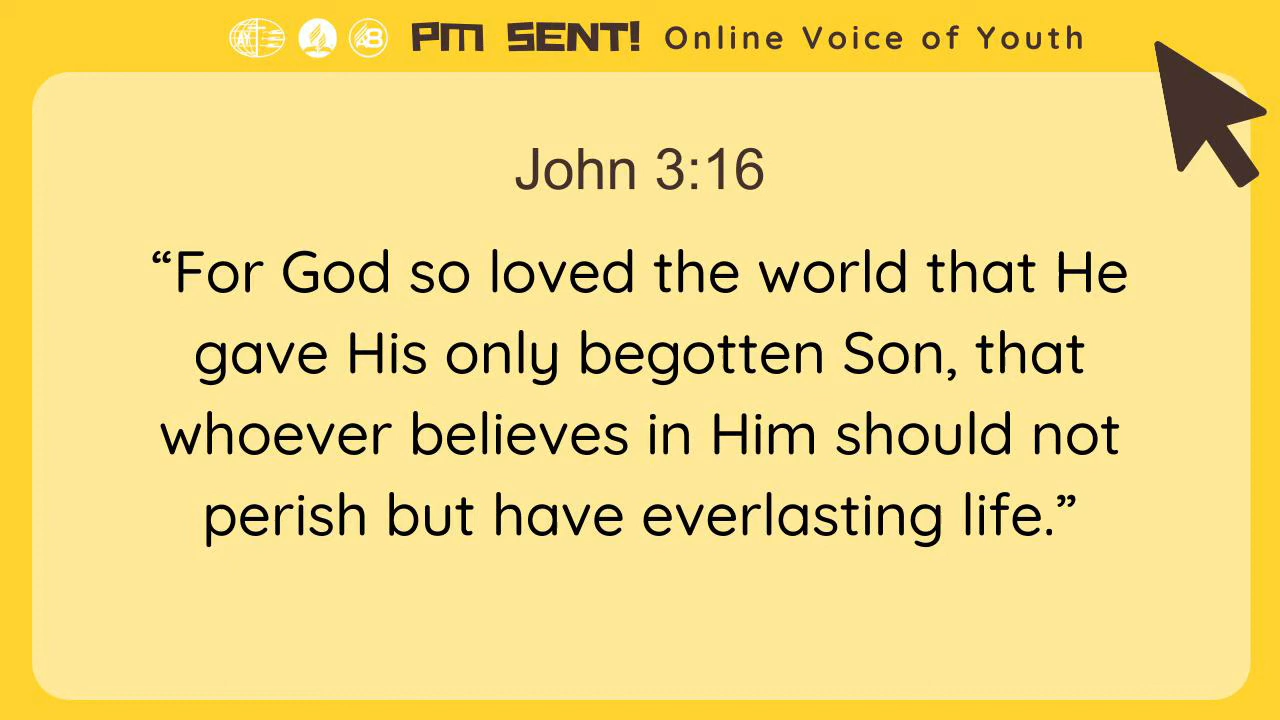 PM SENT! Online Voice of Youth
John 3:16
“For God so loved the world that He
gave His only begotten Son, that
whoever believes in Him should not
perish but have everlasting life.”